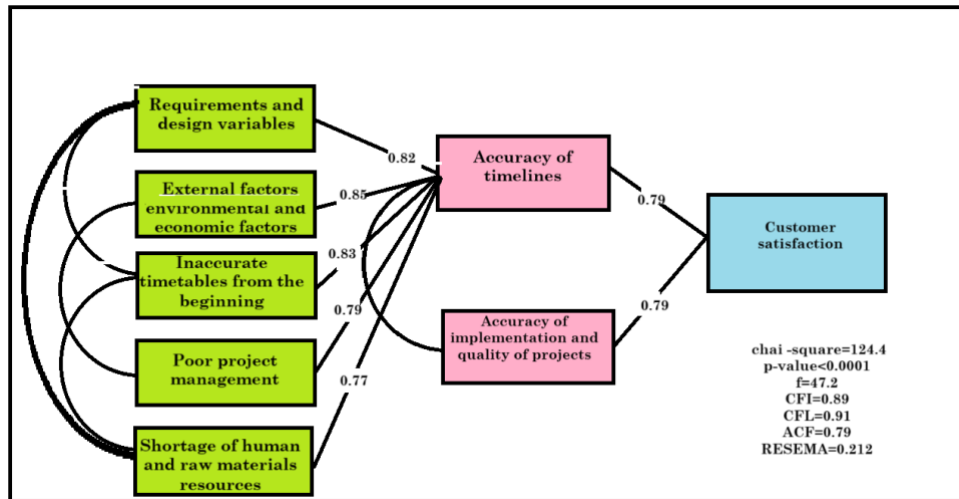 Requirements and
design variables
External factors
environmental and
economic factors
Inaccurate
timetables from the
beginning
Poor project
management
Shortage of human
and raw materials
resources
0.82
0.85
0.83
0.79
0.77
Accuracy of
timelines
Accuracy of
implementation and
quality of projects
0.79
0.79
Customer
satisfaction
chai -square=124.4
p-value<0.0001
f=47.2
CFI=0.89
CFL=0.91
ACF=0.79
RESEMA=0.212